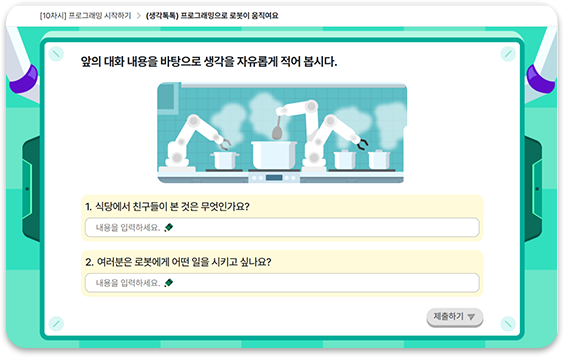 [10차시] 프로그래밍 시작하기 > (생각톡톡) 프로그래밍으로 로봇이 움직여요
앞의 대화 내용을 바탕으로 생각을 자유롭게 적어 봅시다.
1. 식당에서 친구들이 본 것은 무엇인가요?
내용을 입력하세요.
2. 여러분은 로봇에게 어떤 일을 시키고 싶나요?
내용을 입력하세요.
제출하기